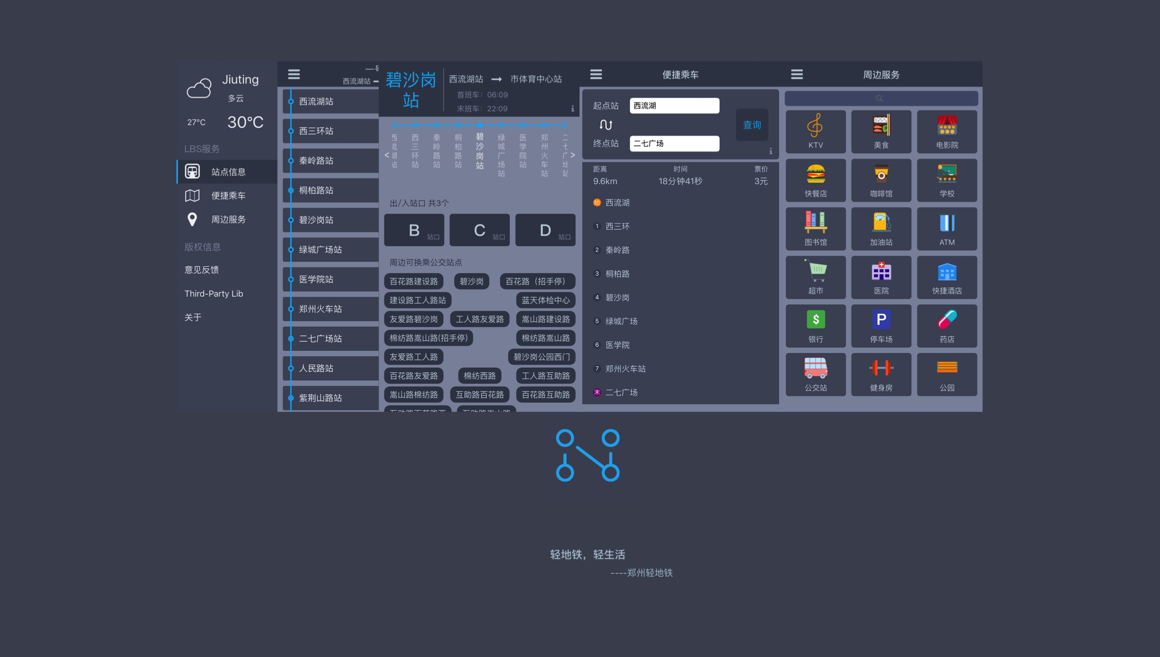 Jiuting
多云
27°C 30°C
LBS服务
站点信息
便捷乘车
周边服务
版权信息
意见反馈
Third-Party Lib
关于
西流湖站
西流湖站
西三环站
秦岭路站
桐柏路站
碧沙岗站
绿城广场站
医学院站
郑州火车站
二七广场站
人民路站
紫荆山路站
碧沙岗
站
西流湖站 → 市体育中心站
首班车: 06:09
末班车: 22:09
西三环站
秦岭路站
桐柏路站
碧沙岗站
绿城广场站
医学院站
郑州火车站
出/入站口 共3个
B 站口
C 站口
D 站口
周边可换乘公交站点
百花路建设路 碧沙岗 百花路（招手停）
建设路工人路站 蓝天体检中心
友爱路碧沙岗 工人路友爱路 嵩山路建设路
棉纺路嵩山路(招手停) 棉纺路嵩山路
友爱路工人路 碧沙岗公园西门
百花路友爱路 棉纺西路 工人路互助路
嵩山路棉纺路 互助路百花路 百花路互助路
便捷乘车
起点站 西流湖
查询
终点站 二七广场
距离 时间 票价
9.6km 18分钟41秒 3元
西流湖
1 西三环
2 秦岭路
3 桐柏路
4 碧沙岗
5 绿城广场
6 医学院
7 郑州火车站
末 二七广场
周边服务
KTV 美食 电影院
快餐店 咖啡馆 学校
图书馆 加油站 ATM
超市 医院 快捷酒店
银行 停车场 药店
公交站 健身房 公园
轻地铁，轻生活
----郑州轻地铁